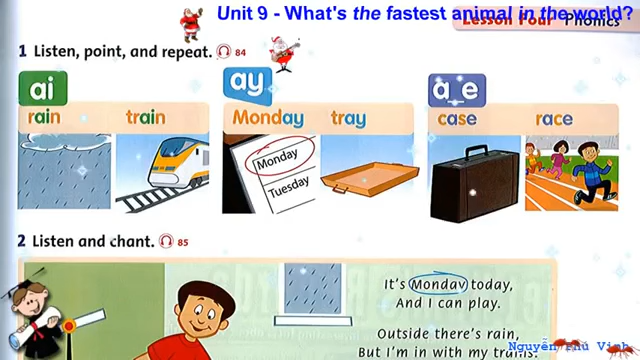 Unit 9 - What's the fastest animal in the world?
Lesson Four Phonics
1 Listen, point, and repeat. 84
ai
rain train
ay
Monday tray
a_e
case race
Monday
Tuesday
2 Listen and chant. 85
It's Monday today,
And I can play.
Outside there's rain,
But I'm in with my trains.
Nguyễn Phú Vinh